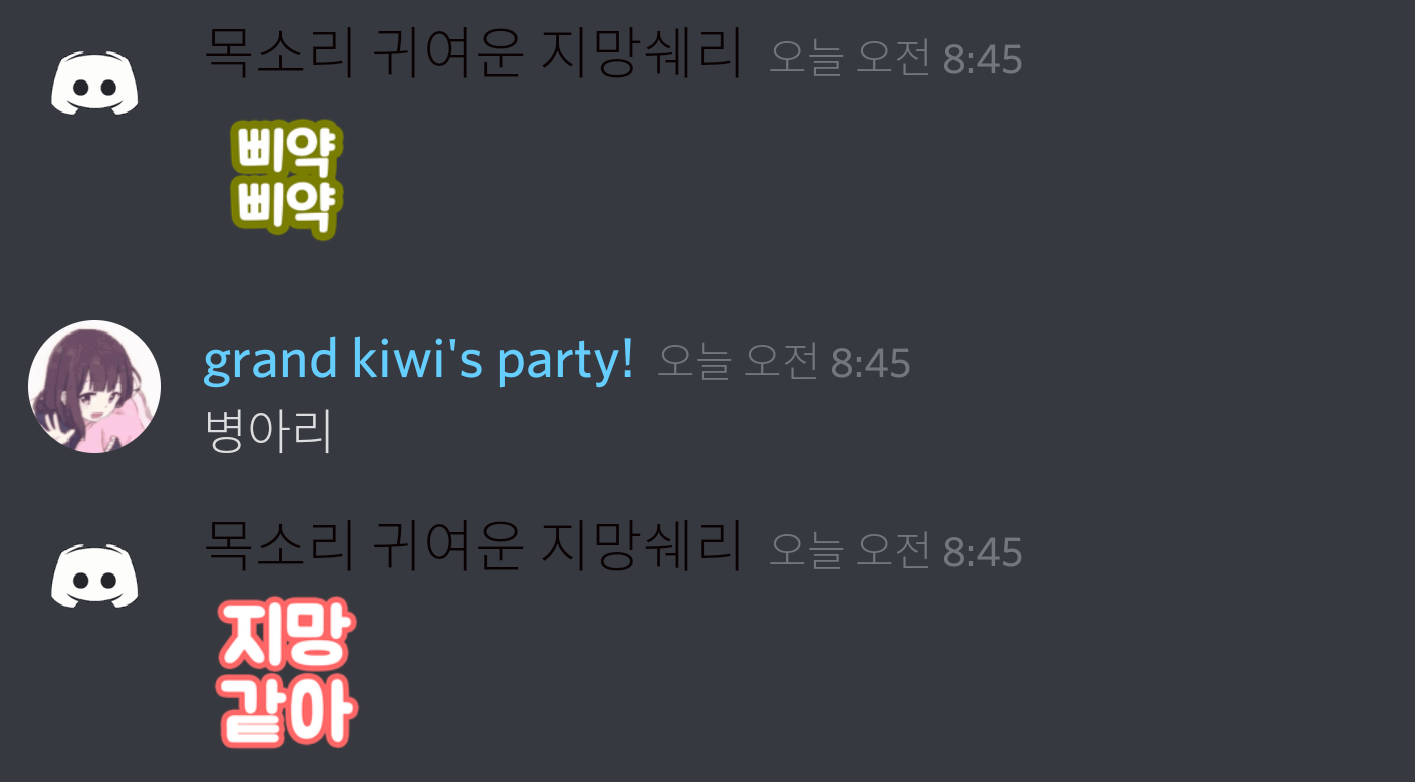 목소리 귀여운 지망쉐리 오늘 오전 8:45
삐약
삐약
grand kiwi's party! 오늘 오전 8:45
병아리
목소리 귀여운 지망쉐리 오늘 오전 8:45
지망
같아